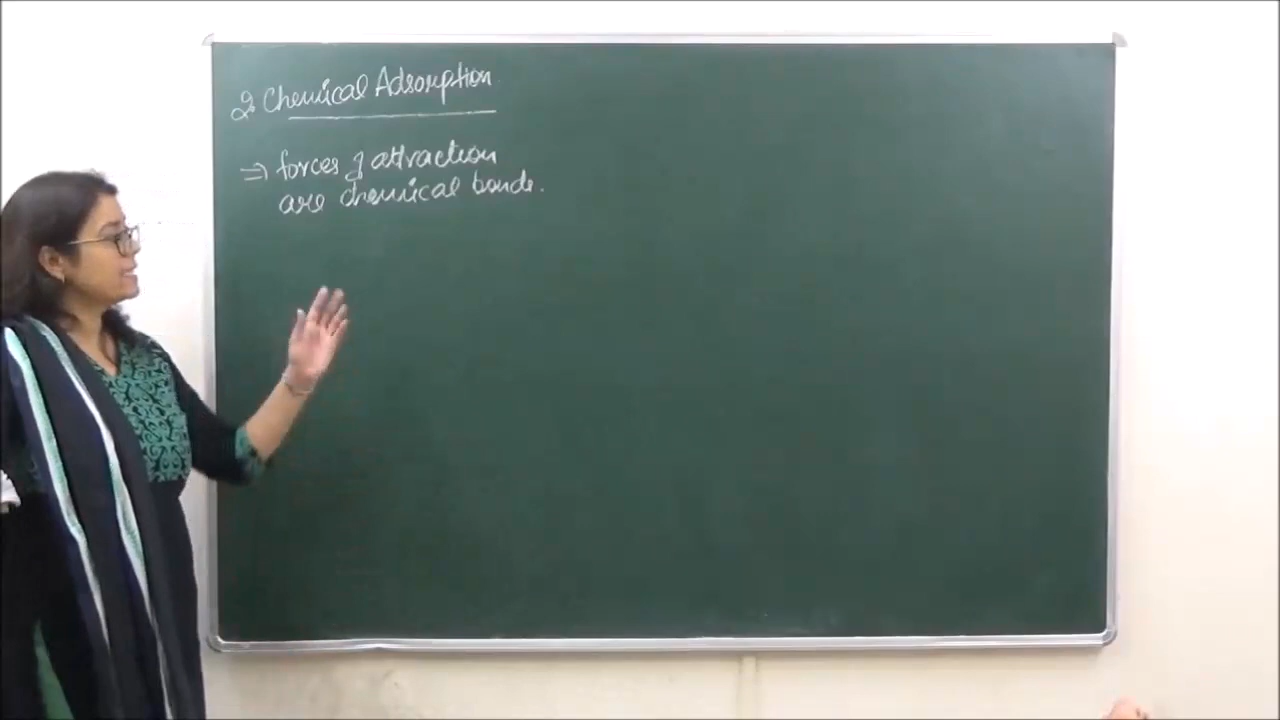 2. Chemical Adsorption
⇒ forces of attraction
are chemical bonds.